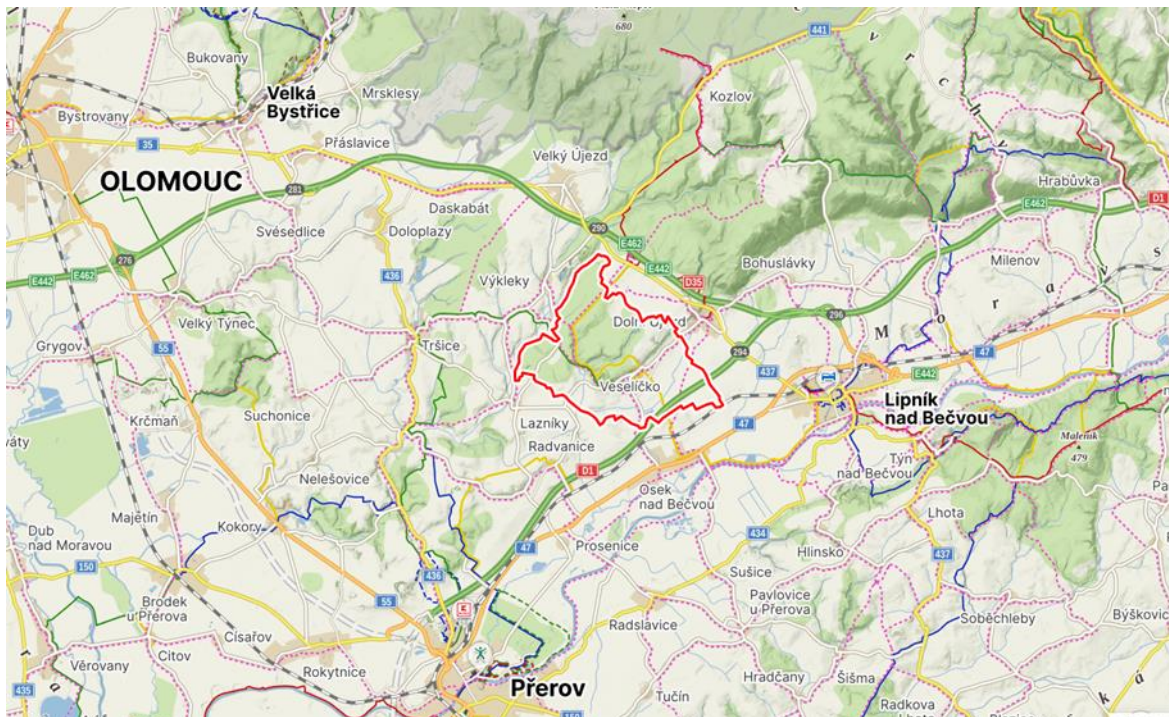 680
441
Bukovany
Velká
Bystřice
Mrsklesy
Kozlov
Bystrovany
35
Přáslavice
Velký Újezd
OLOMOUC
281
Daskabát
Hrabůvka
E462
D1
Svésedlice
Doloplazy
290
E462
276
E462
E442
436
Výkleky
E442
Bohuslávky
Milenov
D35
Velký Týnec
Dolní Újezd
296
Grygov
55
Tršice
294
47
437
E442
Veselíčko
Krčmaň
Suchonice
Lazníky
47
Lipník
nad Bečvou
Radvanice
Maleník
479
D1
Týn
nad Bečvou
Nelešovice
Osek
nad Bečvou
Majetín
Kokory
Lhota
434
47
Prosenice
Hlinsko
437
Dub
nad Moravou
150
436
Sušice
Pavlovice
u Přerova
55
Brodek
u Přerova
Radslavice
Soběchleby
Býškovic
Císařov
Citov
Věrovany
Rokytnice
Hradčany
Šišma
435
Přerov
Tučín
Radkova